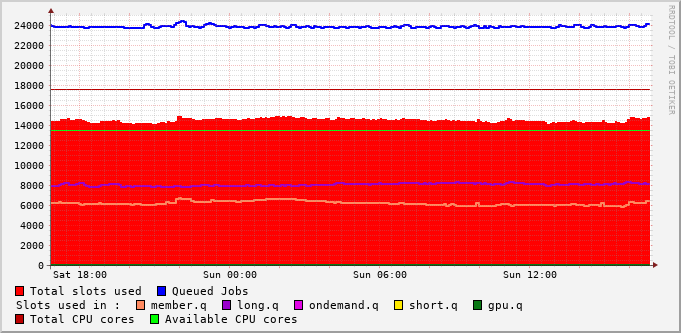 24000
22000
20000
18000
16000
14000
12000
10000
8000
6000
4000
2000
0
Sat 18:00 Sun 00:00 Sun 06:00 Sun 12:00
Total slots used Queued Jobs
Slots used in : member.q long.q ondemand.q short.q gpu.q
Total CPU cores Available CPU cores
RRDTOOL / TOBI OETIKER